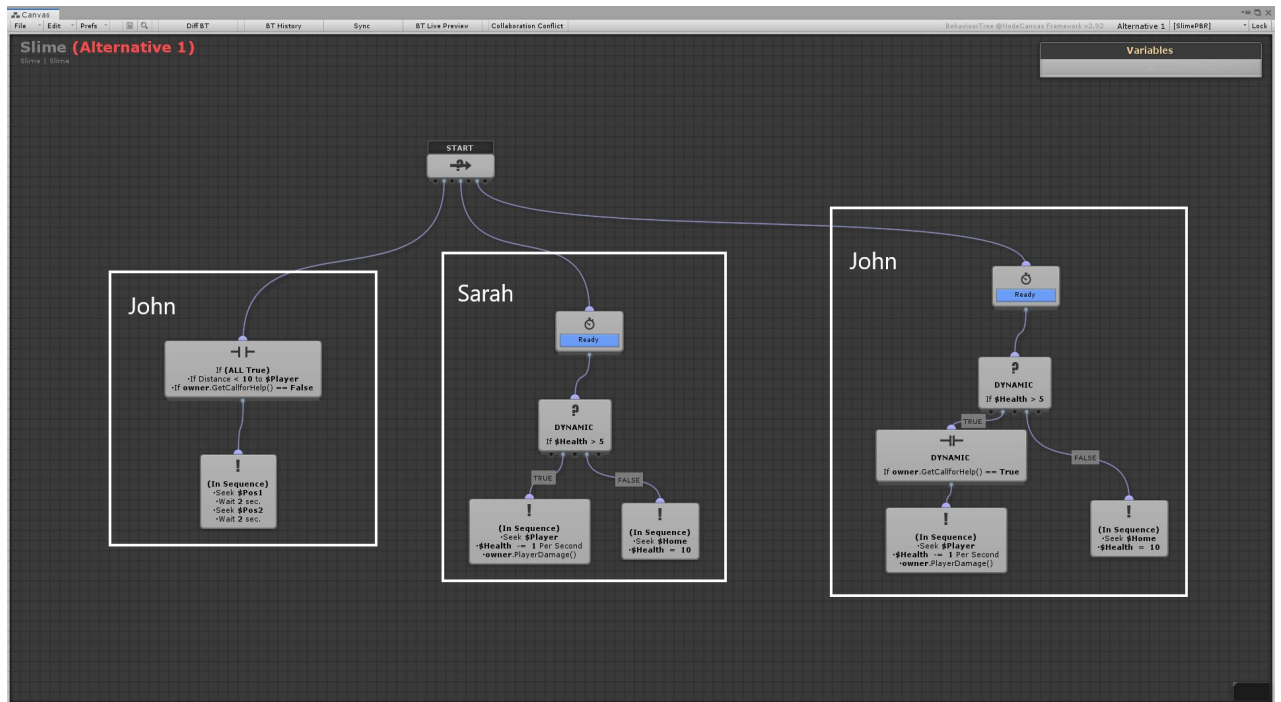 Canvas
File Edit Prefs Diff BT BT History Sync BT Live Preview Collaboration Conflict BehaviourTree @NodeCanvas Framework v2.92 Alternative 1 [SlimePBR] Lock
Slime (Alternative 1)
Slime | Slime
Variables
START
John
If (ALL True)
•If Distance < 10 to $Player
•If owner.GetCallforHelp() == False
!
(In Sequence)
•Seek $Pos1
•Wait 2 sec.
•Seek $Pos2
•Wait 2 sec.
Sarah
Ready
?
DYNAMIC
If $Health > 5
TRUE
FALSE
!
(In Sequence)
•Seek $Player
•$Health -= 1 Per Second
•owner.PlayerDamage()
!
(In Sequence)
•Seek $Home
•$Health = 10
John
Ready
?
DYNAMIC
If $Health > 5
TRUE
DYNAMIC
If owner.GetCallforHelp() == True
FALSE
!
(In Sequence)
•Seek $Player
•$Health -= 1 Per Second
•owner.PlayerDamage()
!
(In Sequence)
•Seek $Home
•$Health = 10